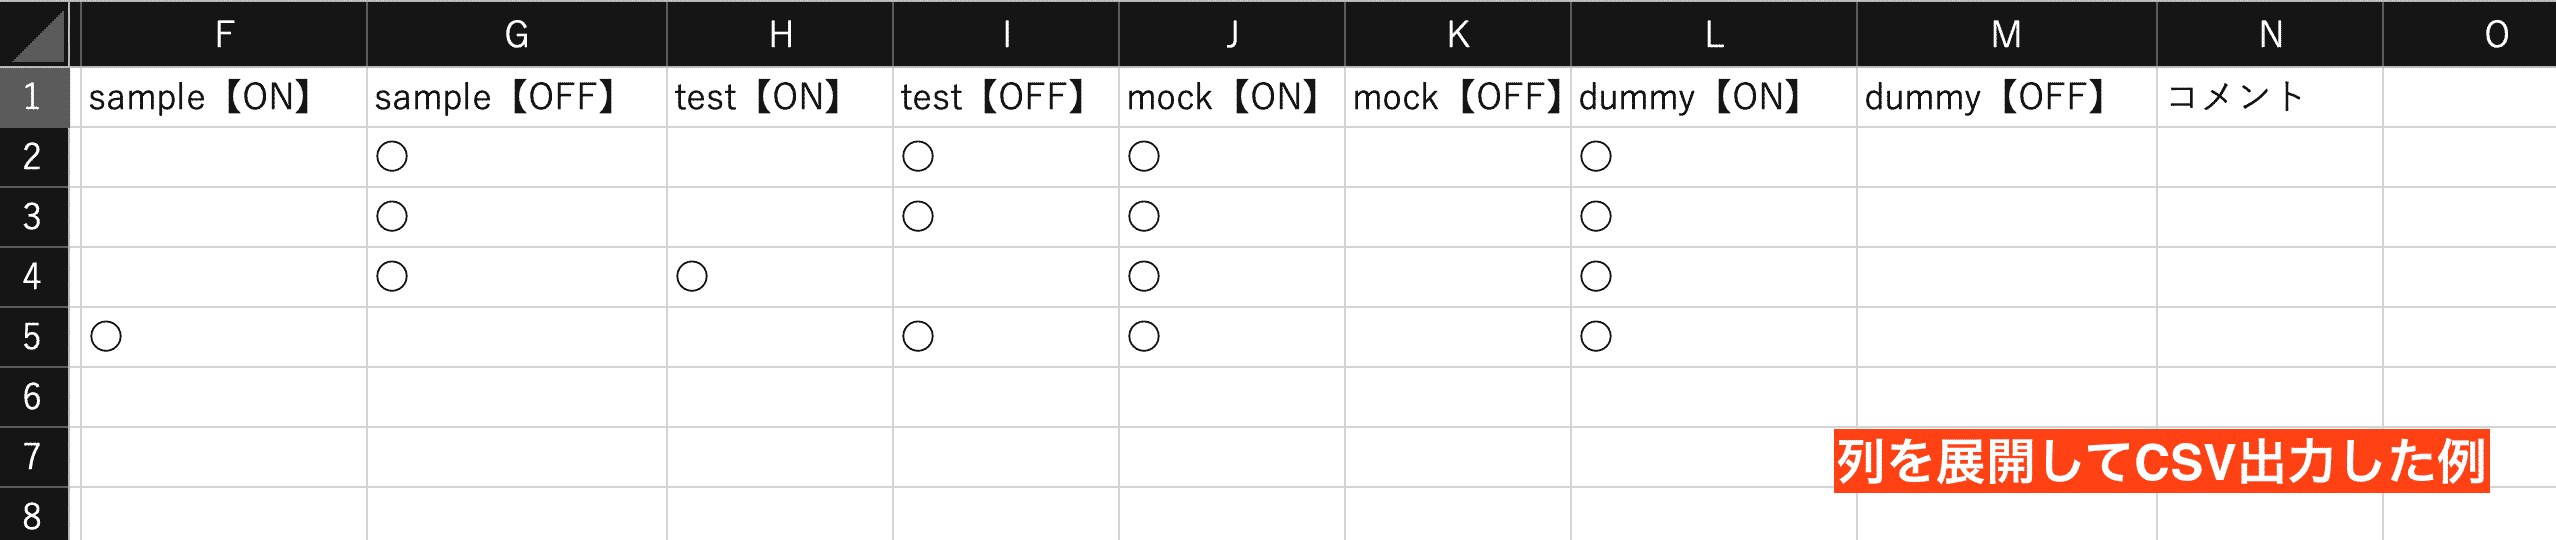 F G H I J K L M N O
1 sample【ON】 sample【OFF】 test【ON】 test【OFF】 mock【ON】 mock【OFF】 dummy【ON】 dummy【OFF】 コメント
2 ○ ○ ○ ○
3 ○ ○ ○ ○
4 ○ ○ ○ ○
5 ○ ○ ○ ○
6
7
列を展開してCSV出力した例
8